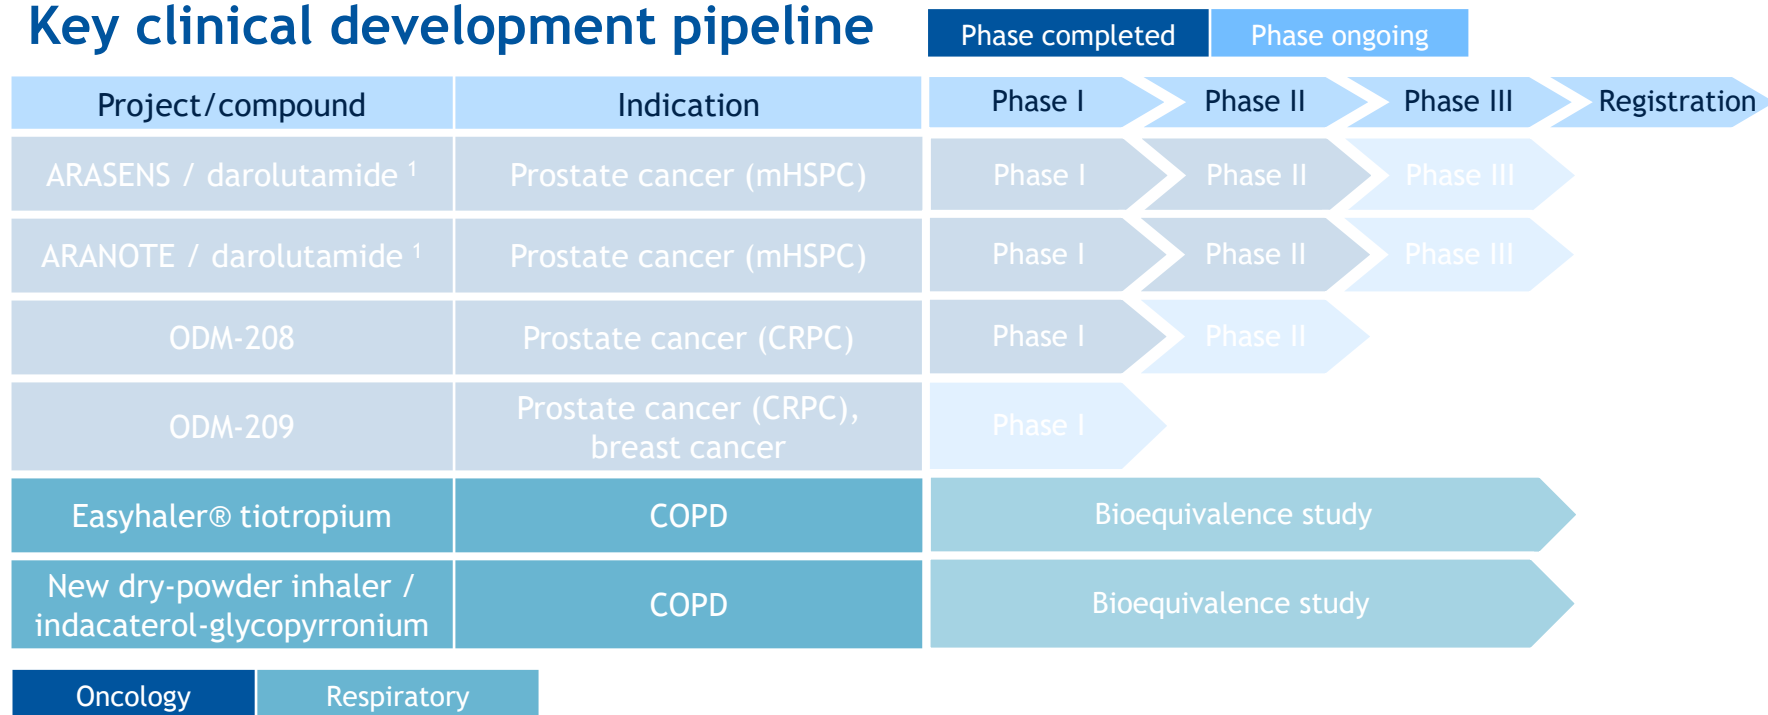 Key clinical development pipeline
Phase completed
Phase ongoing
Project/compound
Indication
Phase I
Phase II
Phase III
Registration
ARASENS / darolutamide ¹
Prostate cancer (mHSPC)
Phase I
Phase II
Phase III
ARANOTE / darolutamide ¹
Prostate cancer (mHSPC)
Phase I
Phase II
Phase III
ODM-208
Prostate cancer (CRPC)
Phase I
Phase II
ODM-209
Prostate cancer (CRPC),
breast cancer
Phase I
Easyhaler® tiotropium
COPD
Bioequivalence study
New dry-powder inhaler /
indacaterol-glycopyrronium
COPD
Bioequivalence study
Oncology
Respiratory